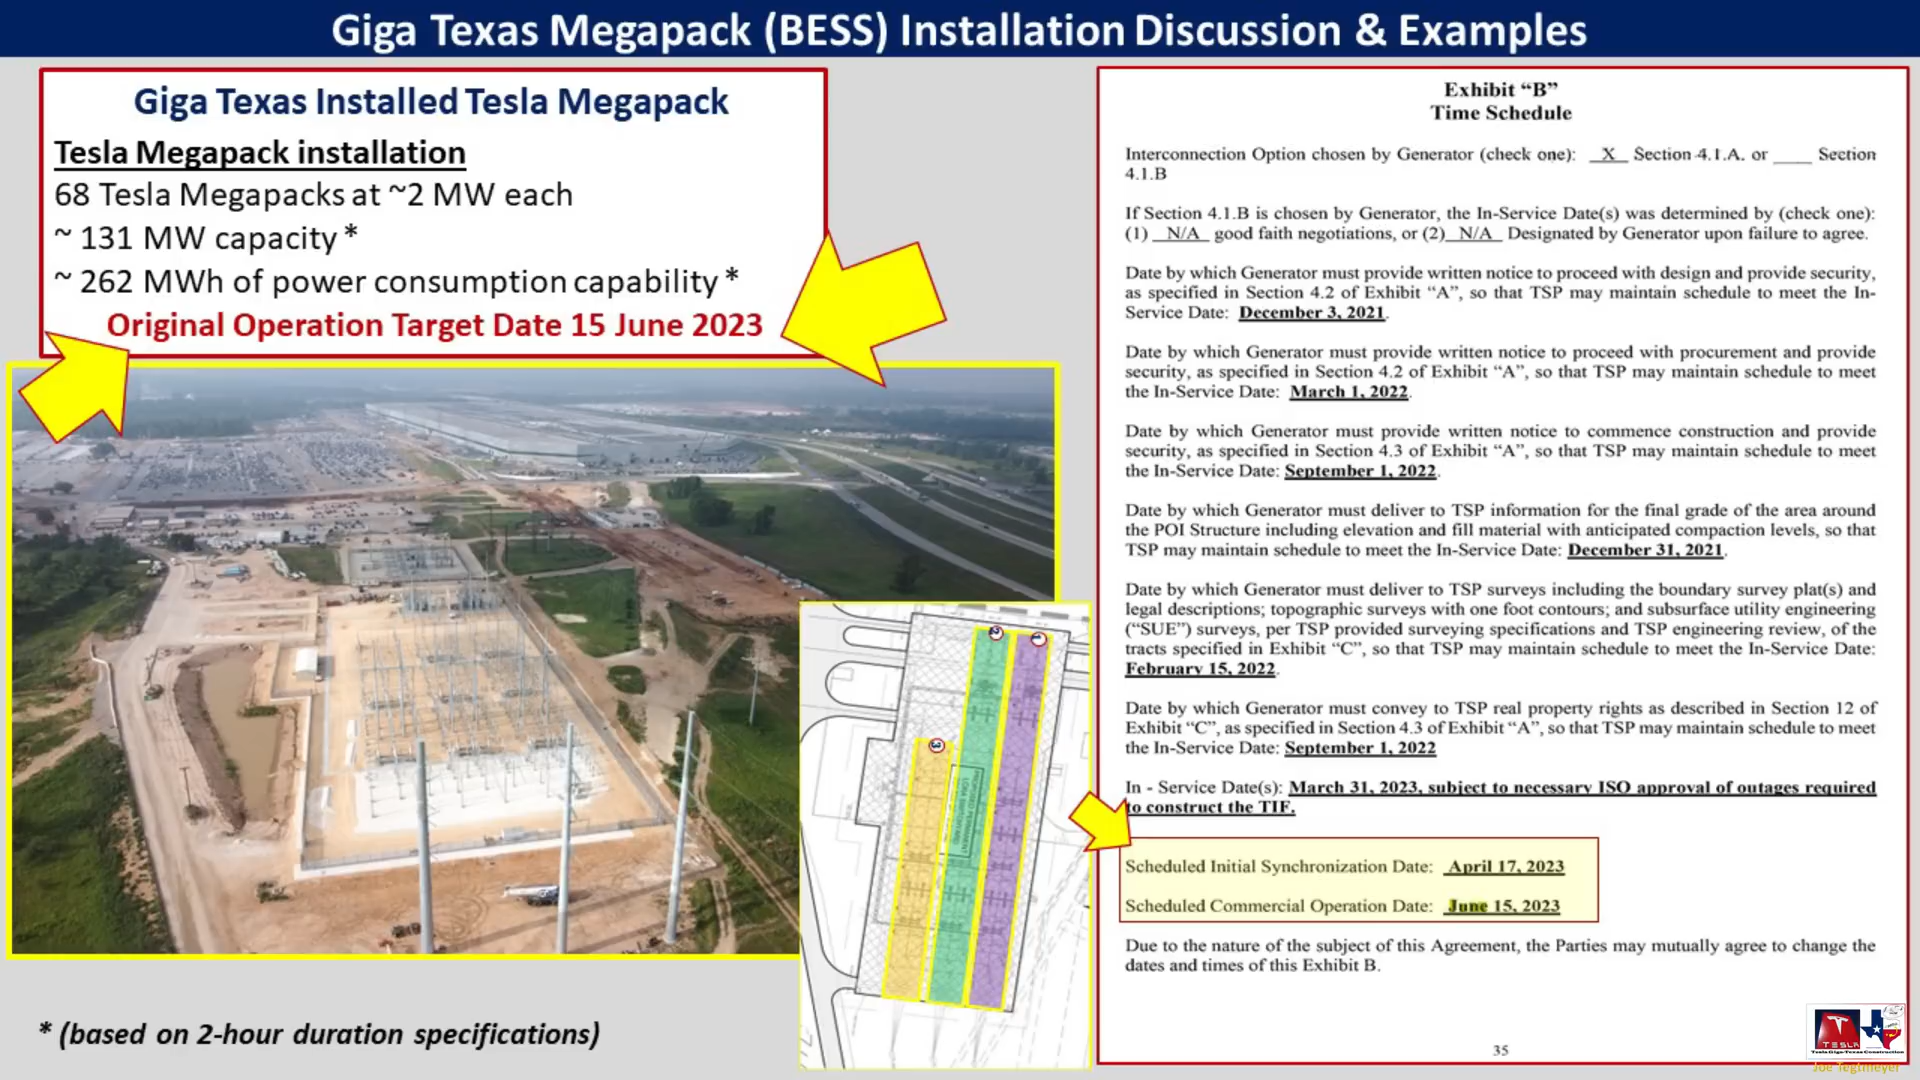 Giga Texas Megapack (BESS) Installation Discussion & Examples
Giga Texas Installed Tesla Megapack
Tesla Megapack installation
68 Tesla Megapacks at ~2 MW each
~ 131 MW capacity *
~ 262 MWh of power consumption capability *
Original Operation Target Date 15 June 2023
2
1
3
* (based on 2-hour duration specifications)
Exhibit “B”
Time Schedule
Interconnection Option chosen by Generator (check one): __X__ Section 4.1.A. or ____ Section
4.1.B
If Section 4.1.B is chosen by Generator, the In-Service Date(s) was determined by (check one):
(1) __N/A__ good faith negotiations, or (2)__N/A__ Designated by Generator upon failure to agree.
Date by which Generator must provide written notice to proceed with design and provide security,
as specified in Section 4.2 of Exhibit “A”, so that TSP may maintain schedule to meet the In-
Service Date: December 3, 2021.
Date by which Generator must provide written notice to proceed with procurement and provide
security, as specified in Section 4.2 of Exhibit “A”, so that TSP may maintain schedule to meet
the In-Service Date: March 1, 2022.
Date by which Generator must provide written notice to commence construction and provide
security, as specified in Section 4.3 of Exhibit “A”, so that TSP may maintain schedule to meet
the In-Service Date: September 1, 2022.
Date by which Generator must deliver to TSP information for the final grade of the area around
the POI Structure including elevation and fill material with anticipated compaction levels, so that
TSP may maintain schedule to meet the In-Service Date: December 31, 2021.
Date by which Generator must deliver to TSP surveys including the boundary survey plat(s) and
legal descriptions; topographic surveys with one foot contours; and subsurface utility engineering
(“SUE”) surveys, per TSP provided surveying specifications and TSP engineering review, of the
tracts specified in Exhibit “C”, so that TSP may maintain schedule to meet the In-Service Date:
February 15, 2022.
Date by which Generator must convey to TSP real property rights as described in Section 12 of
Exhibit “C”, as specified in Section 4.3 of Exhibit “A”, so that TSP may maintain schedule to meet
the In-Service Date: September 1, 2022
In - Service Date(s): March 31, 2023, subject to necessary ISO approval of outages required
to construct the TIF.
Scheduled Initial Synchronization Date: April 17, 2023
Scheduled Commercial Operation Date: June 15, 2023
Due to the nature of the subject of this Agreement, the Parties may mutually agree to change the
dates and times of this Exhibit B.
35
TESLA
Tesla Giga-Texas Construction
Joe Tegtmeyer